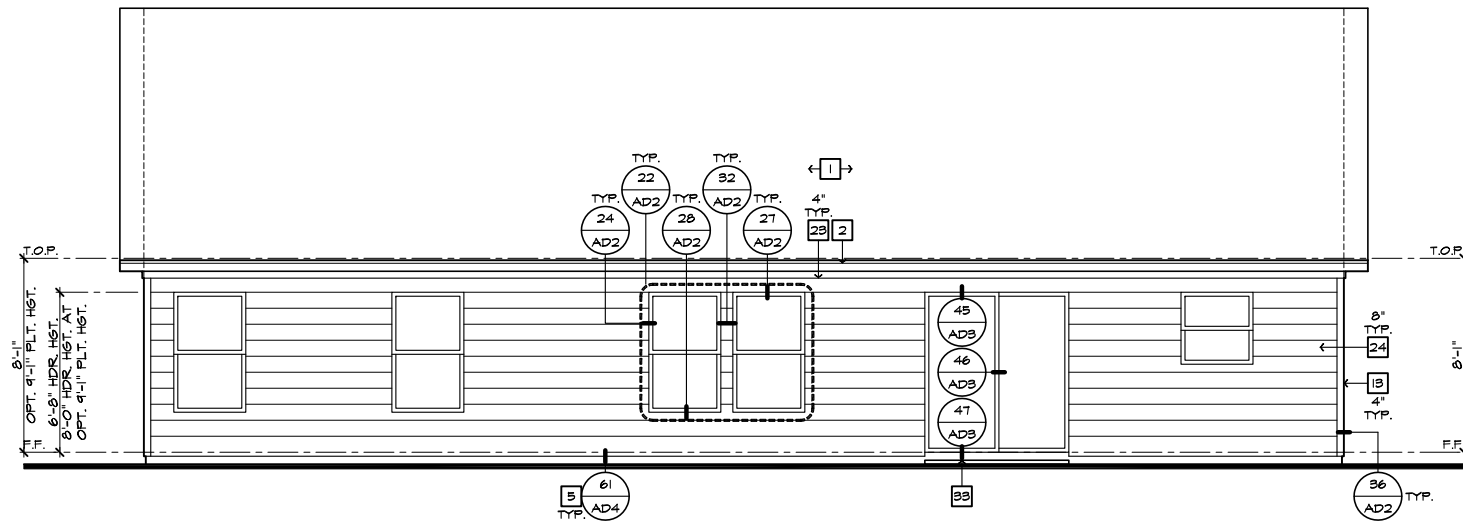 TYP.
22
AD2
TYP.
32
AD2
1
TYP.
24
AD2
TYP.
28
AD2
TYP.
27
AD2
4"
TYP.
23
2
T.O.P.
T.O.P.
8'-1"
OPT. 9'-1" PLT. HGT.
6'-8" HDR. HGT.
8'-0" HDR. HGT. AT
OPT. 9'-1" PLT. HGT.
45
AD3
46
AD3
47
AD3
8"
TYP.
24
13
4"
TYP.
8'-1"
F.F.
F.F.
5
TYP.
61
AD4
33
36
AD2
TYP.